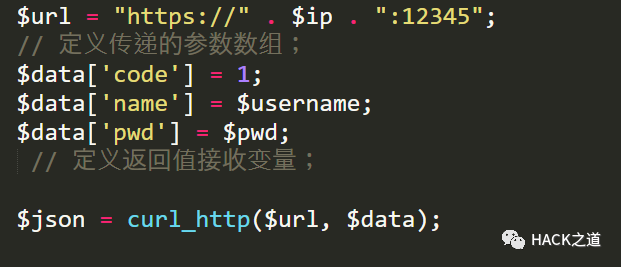 $url = "https://" . $ip . ":12345";
// 定义传递的参数数组；
$data['code'] = 1;
$data['name'] = $username;
$data['pwd'] = $pwd;
// 定义返回值接收变量；
$json = curl_http($url, $data);
HACK之道